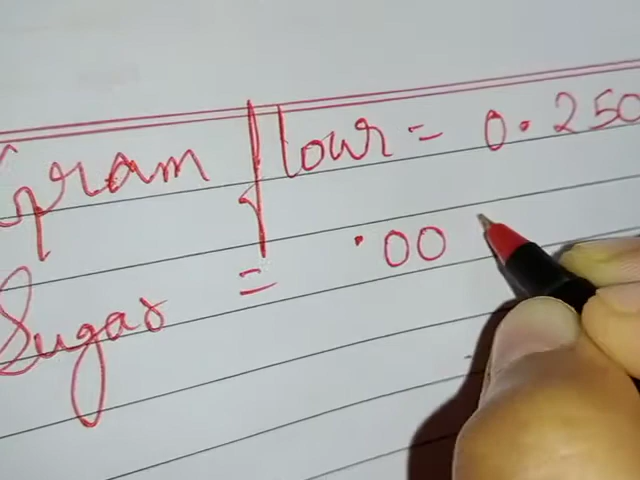 Gram flour = 0.250
Sugar = .00